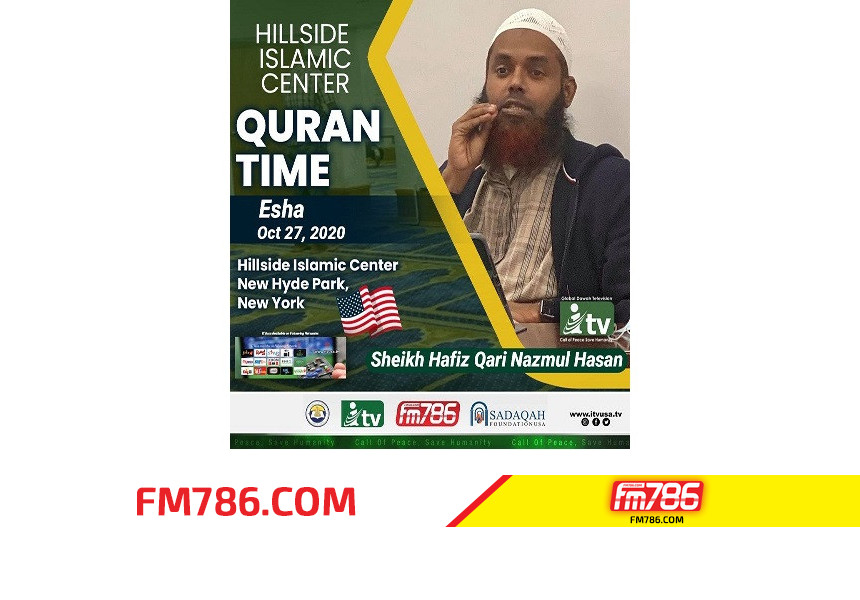 HILLSIDE
ISLAMIC
CENTER
QURAN
TIME
Esha
Oct 27, 2020
Hillside Islamic Center
New Hyde Park,
New York
Global Dawah Television
itv
Call of Peace Save Humanity
Sheikh Hafiz Qari Nazmul Hasan
itv
fm786
SADAQAH
FOUNDATIONUSA
www.itvusa.tv
Peace, Save Humanity Call Of Peace, Save Humanity Call Of Peace, Save Huma
FM786.COM
fm786
FM786.COM